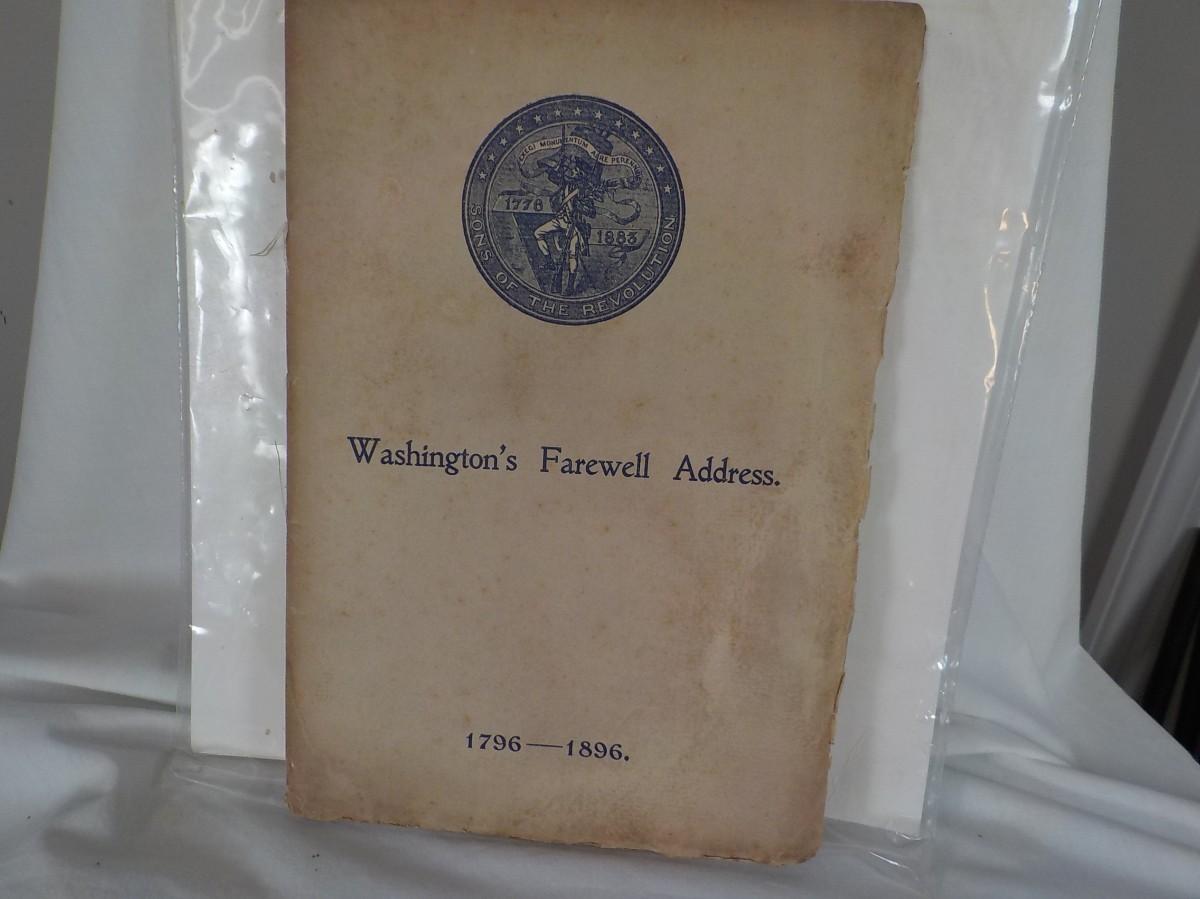 EXEGI MONUMENTUM AERE PERENNIUS
1776
1883
SONS OF THE REVOLUTION
Washington's Farewell Address.
1796—1896.